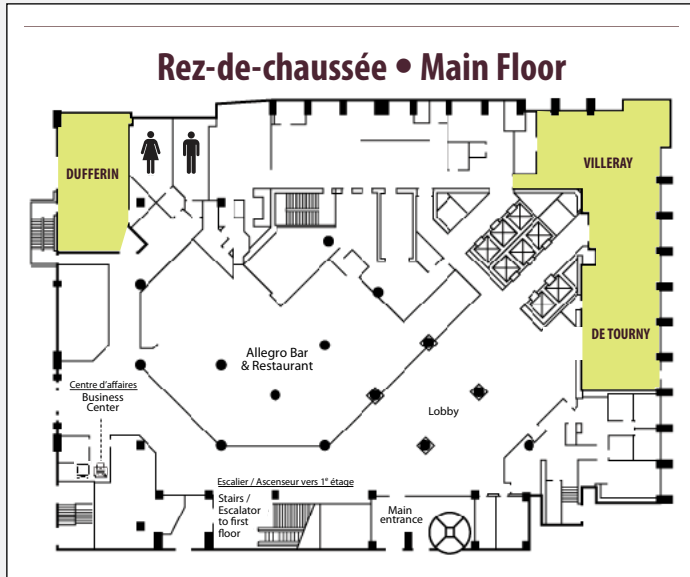 Rez-de-chaussée • Main Floor
DUFFERIN
VILLERAY
DE TOURNY
Allegro Bar
& Restaurant
Centre d'affaires
Business
Center
Lobby
Escalier / Ascenseur vers 1e étage
Stairs /
Escalator
to first
floor
Main
entrance